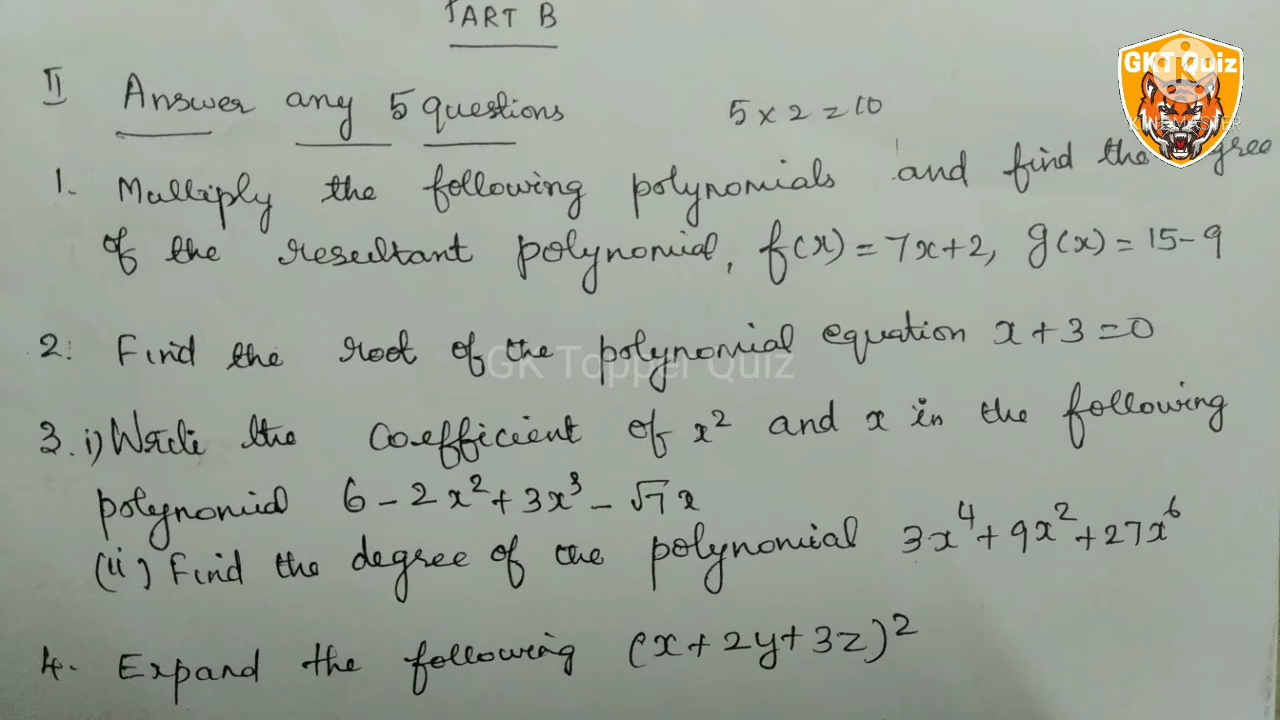 PART B
II Answer any 5 questions 5 x 2 = 10
1. Multiply the following polynomials and find the
of the resultant polynomial, f(x) = 7x+2, g(x) = 15-9
2. Find the root of the polynomial equation x + 3 = 0
3. i) Write the coefficient of x² and x in the following
polynomial 6 - 2x² + 3x³ - √7 x
(ii) Find the degree of the polynomial 3x⁴ + 9x² + 27x⁶
4. Expand the following (x + 2y + 3z)²
GKT Quiz
KINEMASTER
GK Topper Quiz